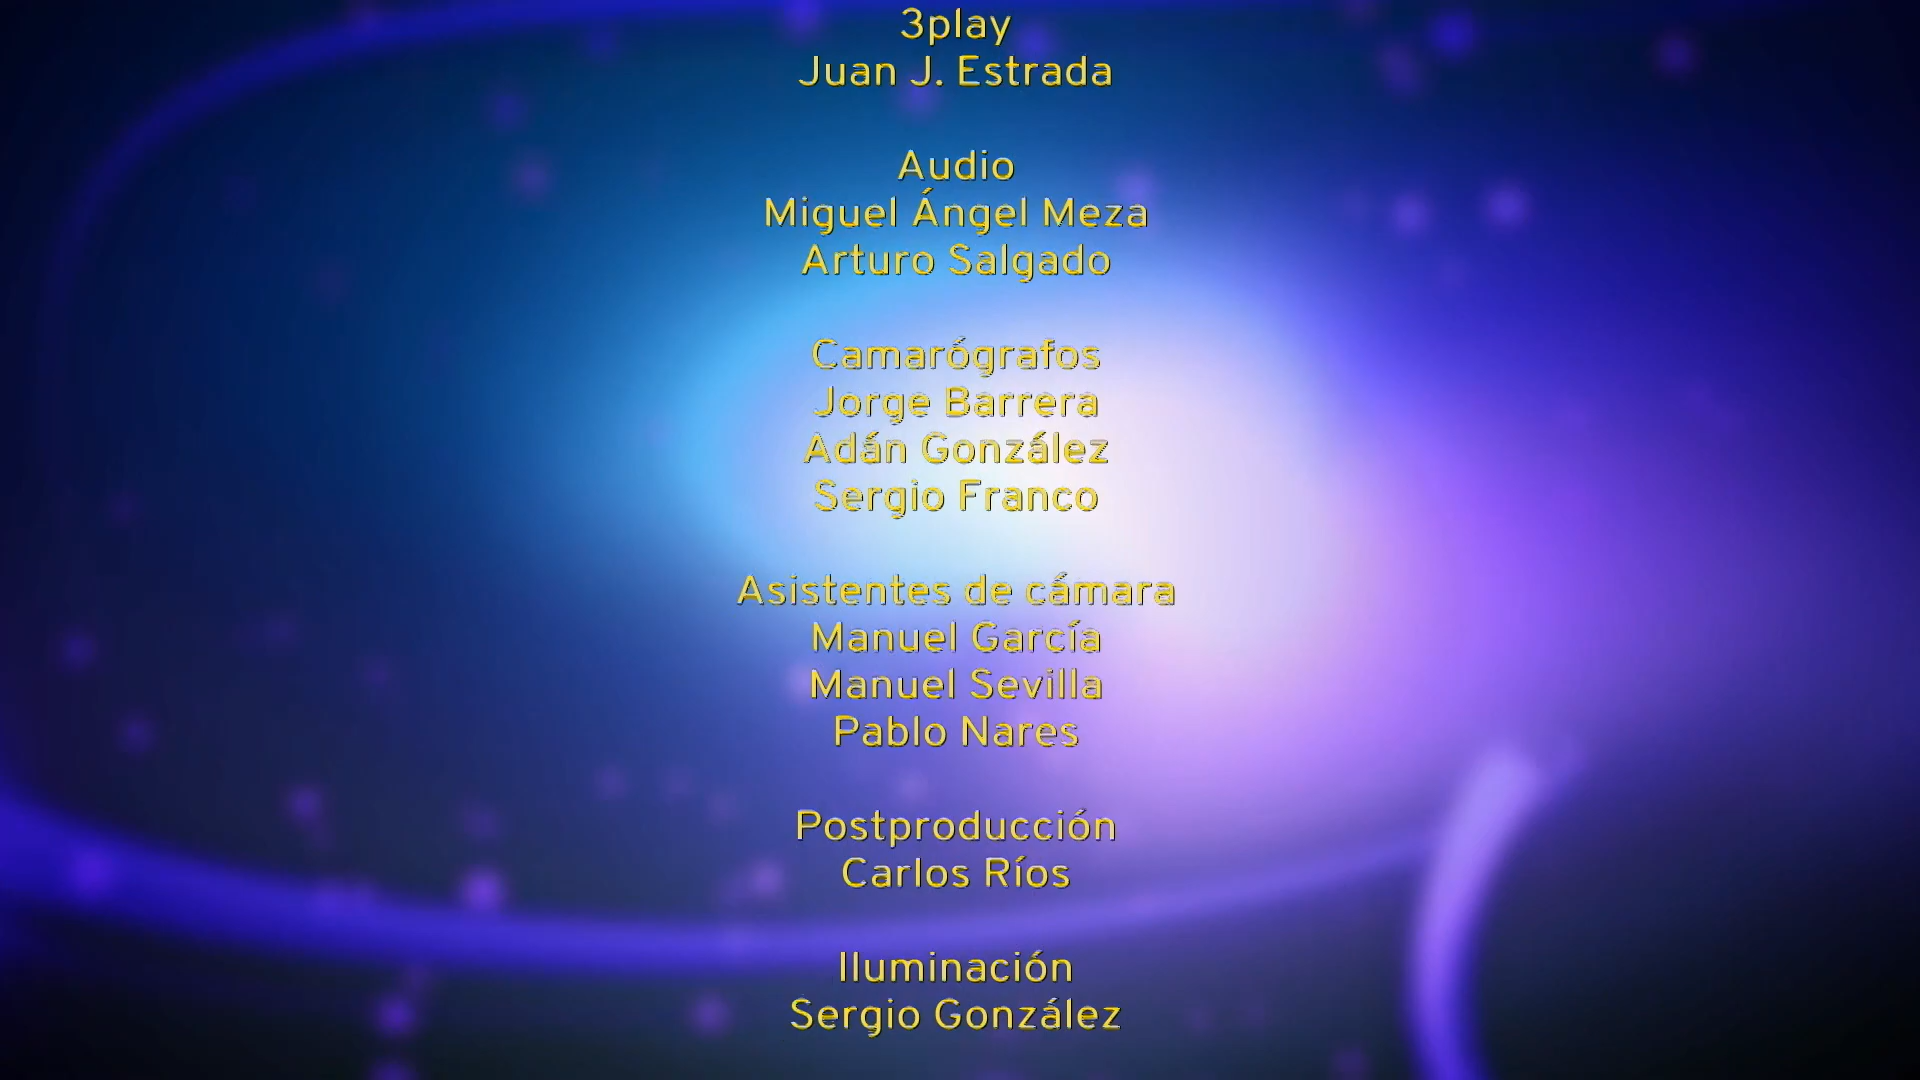 3play
Juan J. Estrada
Audio
Miguel Ángel Meza
Arturo Salgado
Camarógrafos
Jorge Barrera
Adán González
Sergio Franco
Asistentes de cámara
Manuel García
Manuel Sevilla
Pablo Nares
Postproducción
Carlos Ríos
Iluminación
Sergio González